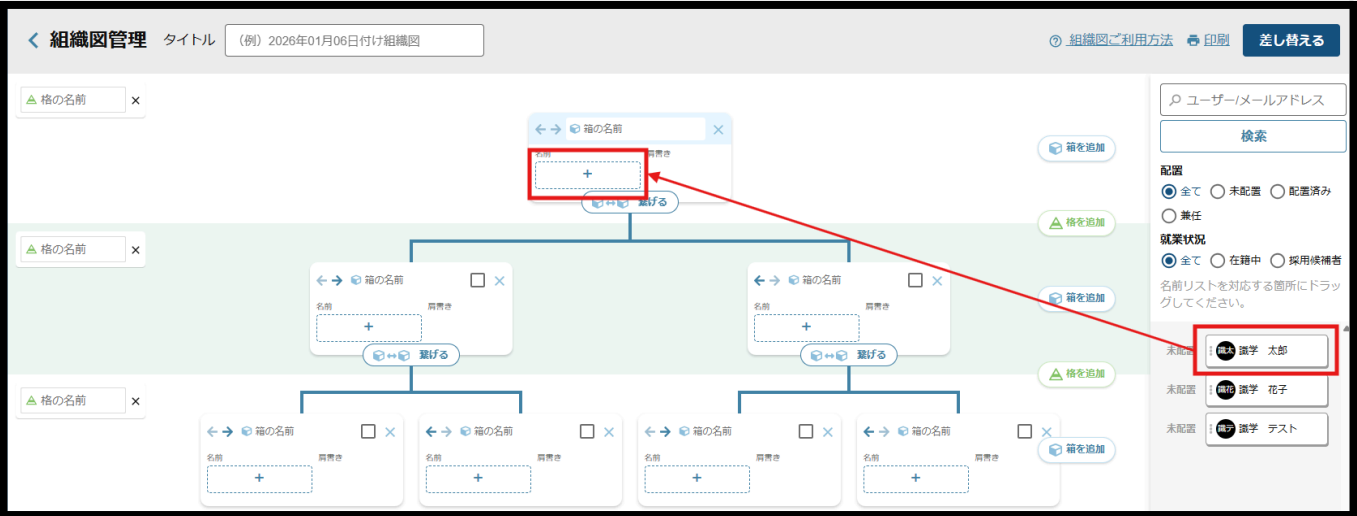 組織図管理 タイトル (例) 2026年01月06日付け組織図 組織図ご利用方法 印刷 差し替える
格の名前 ×
箱の名前
名前 肩書き
+
繋げる
箱を追加
格を追加
ユーザー/メールアドレス
検索
配置
全て 未配置 配置済み
兼任
就業状況
全て 在籍中 採用候補者
名前リストを対応する箇所にドラッ
グしてください。
未配置 識太 識学 太郎
未配置 識花 識学 花子
未配置 識テ 識学 テスト
格の名前 ×
箱の名前
名前 肩書き
+
繋げる
箱の名前
名前 肩書き
+
繋げる
箱を追加
格を追加
格の名前 ×
箱の名前
名前 肩書き
+
箱の名前
名前 肩書き
+
箱の名前
名前 肩書き
+
箱の名前
名前 肩書き
+
箱を追加